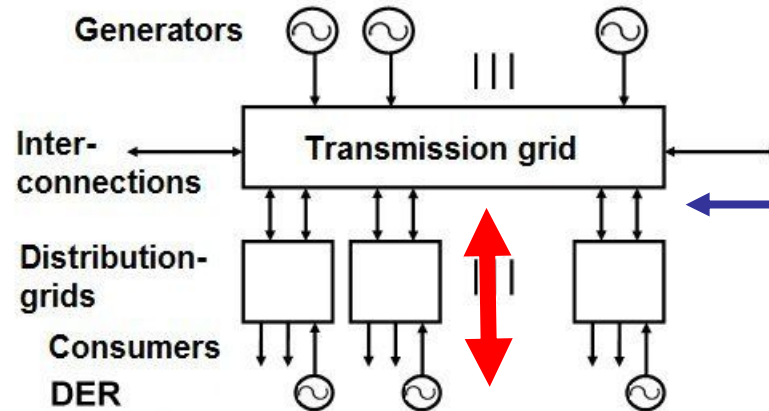 Generators
Inter-
connections
Transmission grid
Distribution-
grids
Consumers
DER